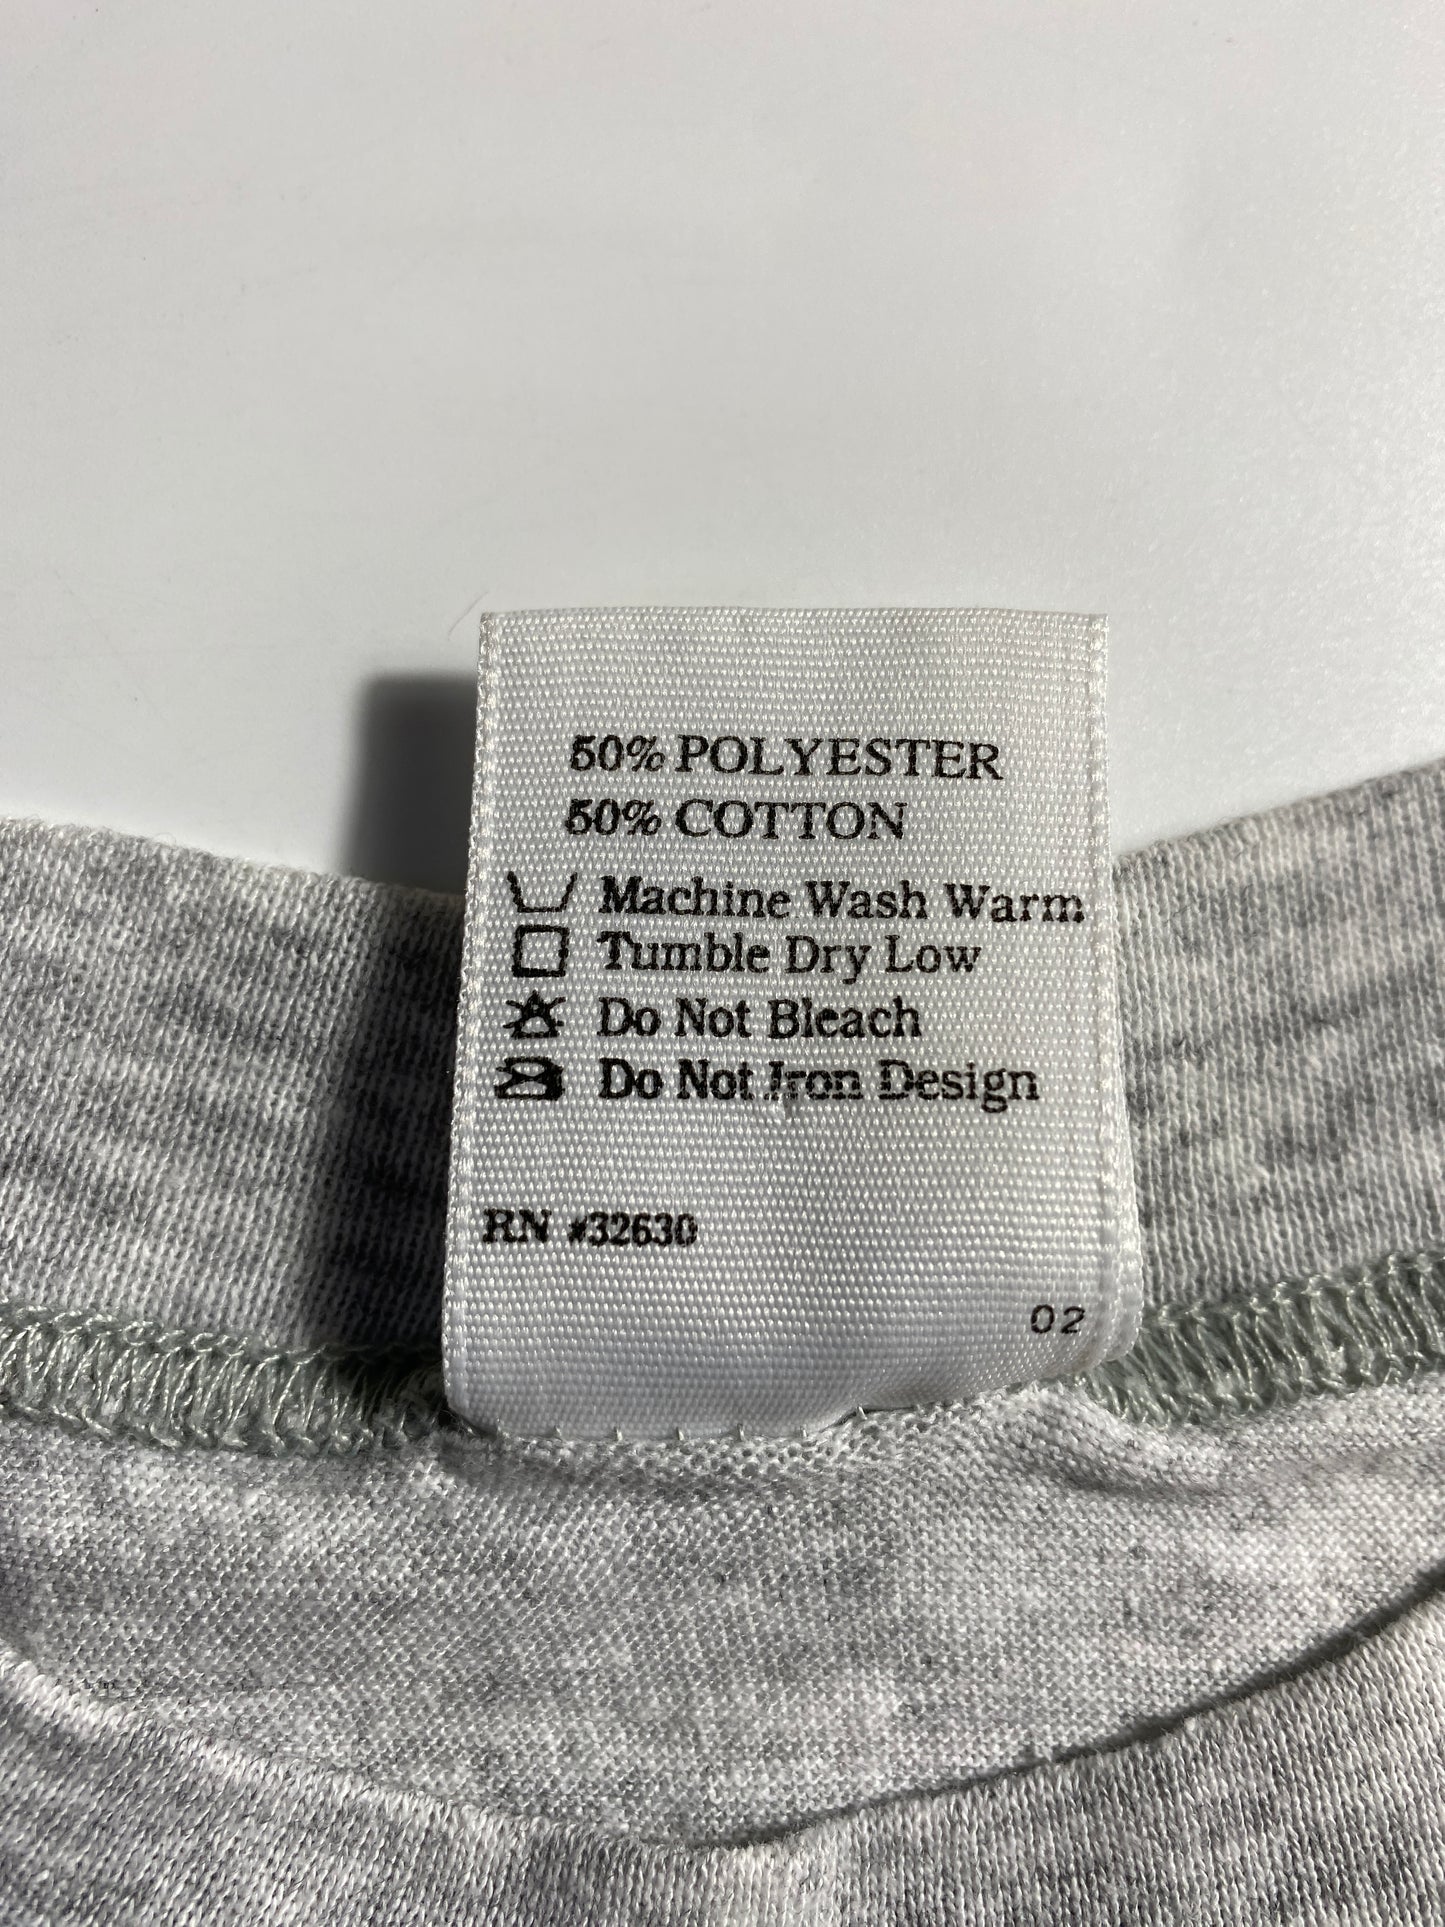 50% POLYESTER
50% COTTON
Machine Wash Warm
Tumble Dry Low
Do Not Bleach
Do Not Iron Design
RN #32630
02